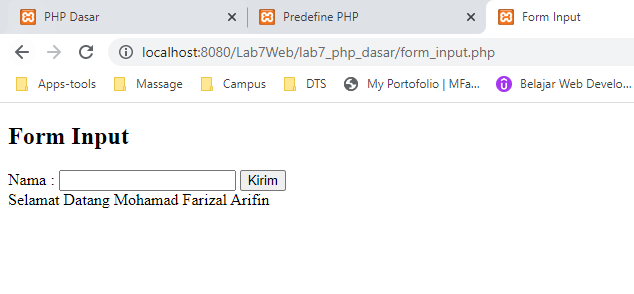 PHP Dasar
Predefine PHP
Form Input
localhost:8080/Lab7Web/lab7_php_dasar/form_input.php
Apps-tools
Massage
Campus
DTS
My Portofolio | MFa...
Belajar Web Develo...
Form Input
Nama :
Kirim
Selamat Datang Mohamad Farizal Arifin